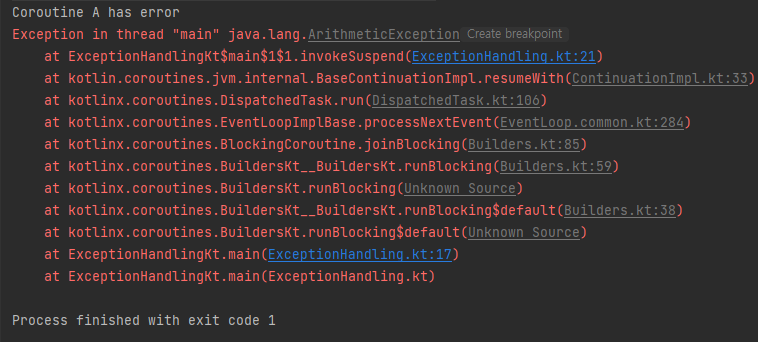 Coroutine A has error
Exception in thread "main" java.lang.ArithmeticException Create breakpoint
at ExceptionHandlingKt$main$1$1.invokeSuspend(ExceptionHandling.kt:21)
at kotlin.coroutines.jvm.internal.BaseContinuationImpl.resumeWith(ContinuationImpl.kt:33)
at kotlinx.coroutines.DispatchedTask.run(DispatchedTask.kt:106)
at kotlinx.coroutines.EventLoopImplBase.processNextEvent(EventLoop.common.kt:284)
at kotlinx.coroutines.BlockingCoroutine.joinBlocking(Builders.kt:85)
at kotlinx.coroutines.BuildersKt__BuildersKt.runBlocking(Builders.kt:59)
at kotlinx.coroutines.BuildersKt.runBlocking(Unknown Source)
at kotlinx.coroutines.BuildersKt__BuildersKt.runBlocking$default(Builders.kt:38)
at kotlinx.coroutines.BuildersKt.runBlocking$default(Unknown Source)
at ExceptionHandlingKt.main(ExceptionHandling.kt:17)
at ExceptionHandlingKt.main(ExceptionHandling.kt)
Process finished with exit code 1